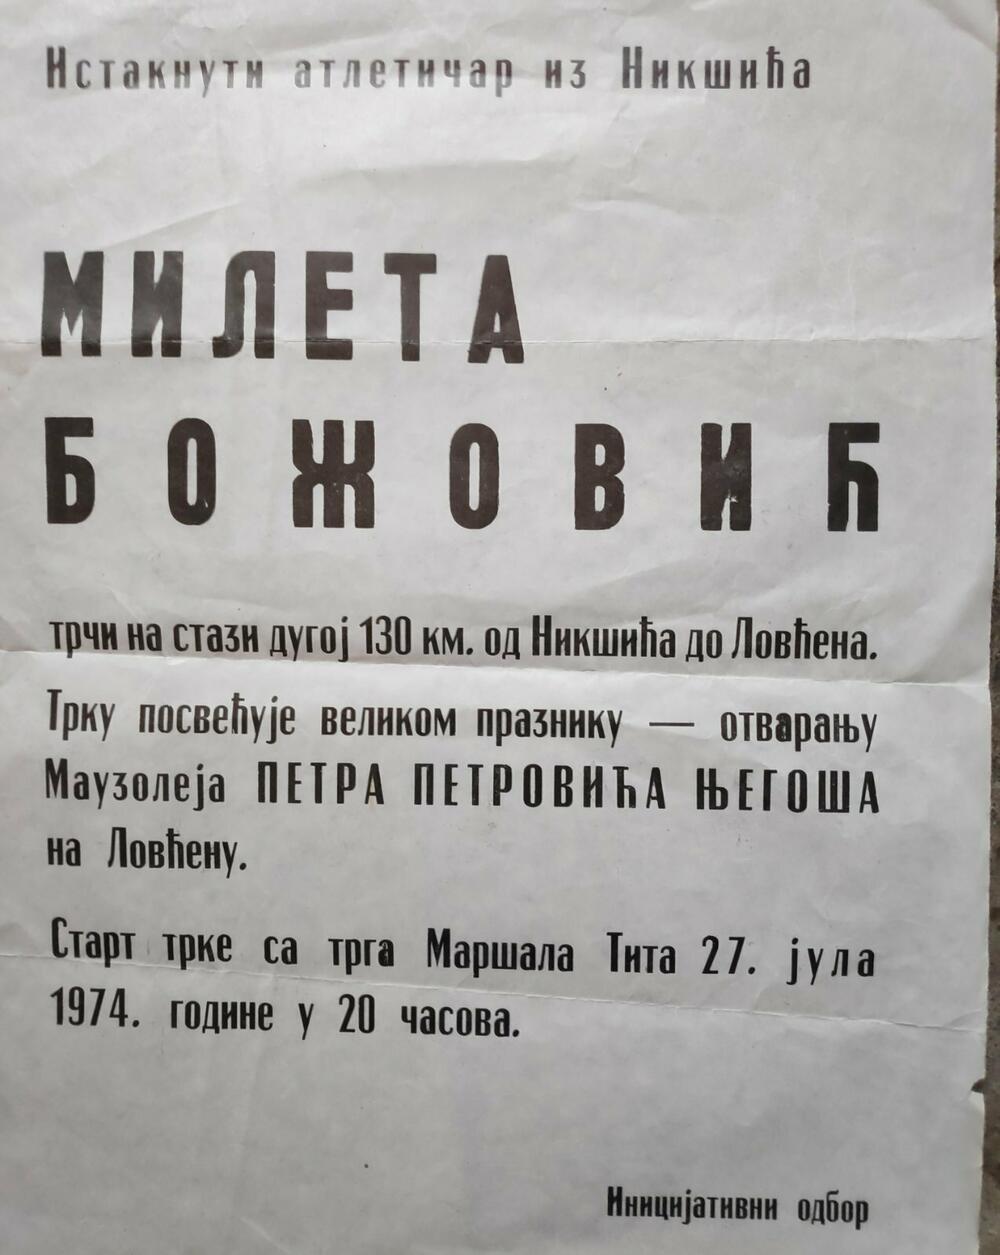 Истакнути атлетичар из Никшића
МИЛЕТА
БОЖОВИЋ
трчи на стази дугој 130 км. од Никшића до Ловћена.
Трку посвећује великом празнику — отварању
Маузолеја ПЕТРА ПЕТРОВИЋА ЊЕГОША
на Ловћену.
Старт трке са трга Маршала Тита 27. јула
1974. године у 20 часова.
Иницијативни одбор